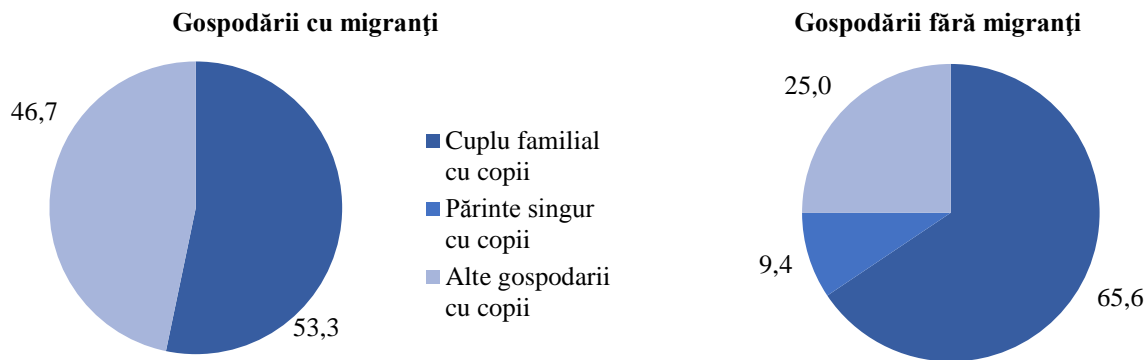 Gospodării cu migranţi
46,7
53,3
Cuplu familial
cu copii
Părinte singur
cu copii
Alte gospodarii
cu copii
Gospodării fără migranţi
25,0
9,4
65,6